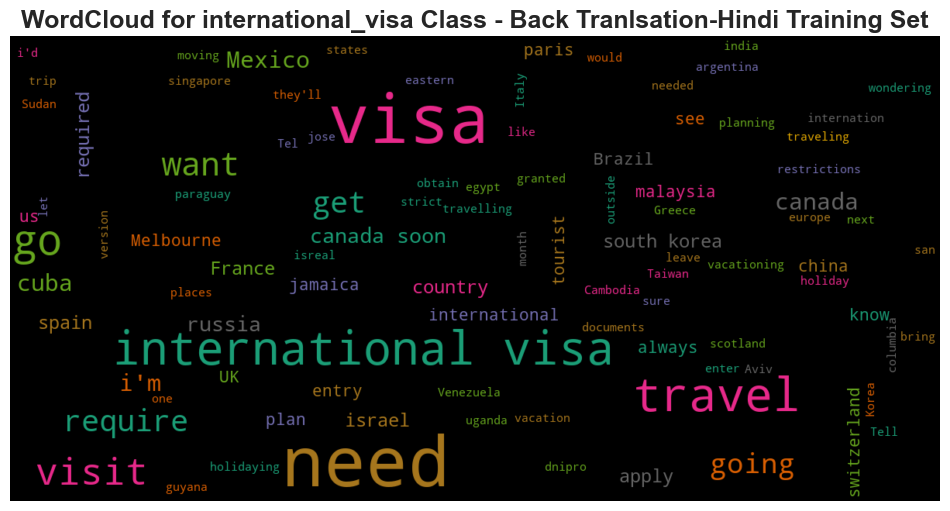 WordCloud for international_visa Class - Back Tranlsation-Hindi Training Set
i'd
moving
Mexico
states
paris
would
india
argentina
trip
singapore
they'll
eastern
Italy
needed
wondering
Sudan
required
visa
like
see
planning
internation
traveling
Tel
jose
want
Brazil
restrictions
paraguay
get
obtain
egypt
granted
strict
travelling
outside
malaysia
Greece
canada
europe
next
us
let
version
go
Melbourne
canada soon
month
tourist
south korea
san
isreal
leave
vacationing
china
France
Taiwan
holiday
cuba
places
jamaica
country
Cambodia
sure
spain
russia
international
documents
know
columbia
bring
international visa
always
scotland
i'm
one
UK
entry
Venezuela
travel
enter
Aviv
switzerland
Korea
require
plan
israel
uganda
vacation
Tell
visit
holidaying
need
dnipro
apply
going
guyana